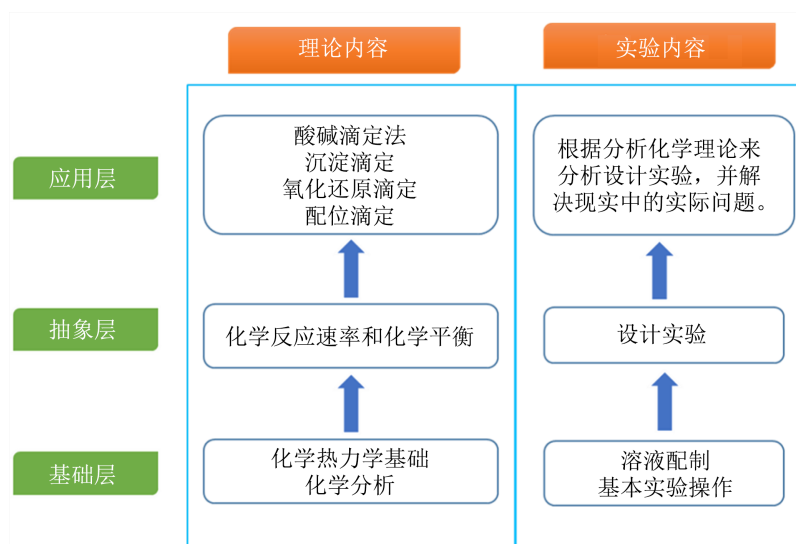 理论内容
实验内容
应用层
酸碱滴定法
沉淀滴定
氧化还原滴定
配位滴定
根据分析化学理论来
分析设计实验，并解
决现实中的实际问题。
抽象层
化学反应速率和化学平衡
设计实验
基础层
化学热力学基础
化学分析
溶液配制
基本实验操作